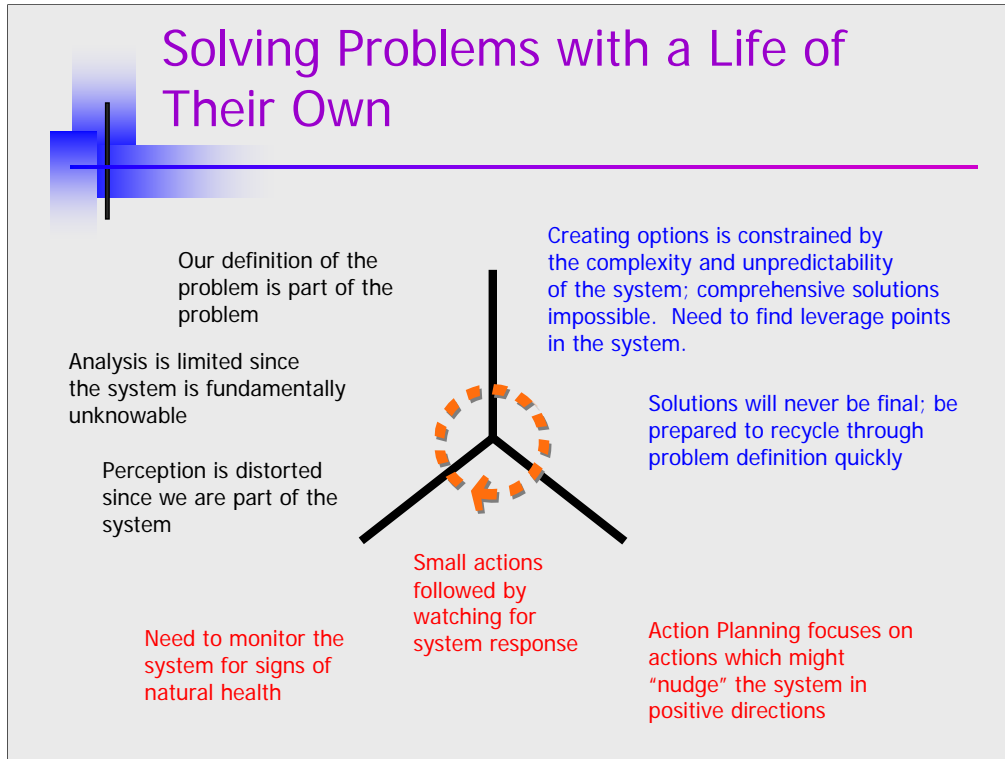 Solving Problems with a Life of
Their Own
Our definition of the
problem is part of the
problem
Analysis is limited since
the system is fundamentally
unknowable
Perception is distorted
since we are part of the
system
Creating options is constrained by
the complexity and unpredictability
of the system; comprehensive solutions
impossible.  Need to find leverage points
in the system.
Solutions will never be final; be
prepared to recycle through
problem definition quickly
Small actions
followed by
watching for
system response
Need to monitor the
system for signs of
natural health
Action Planning focuses on
actions which might
“nudge” the system in
positive directions